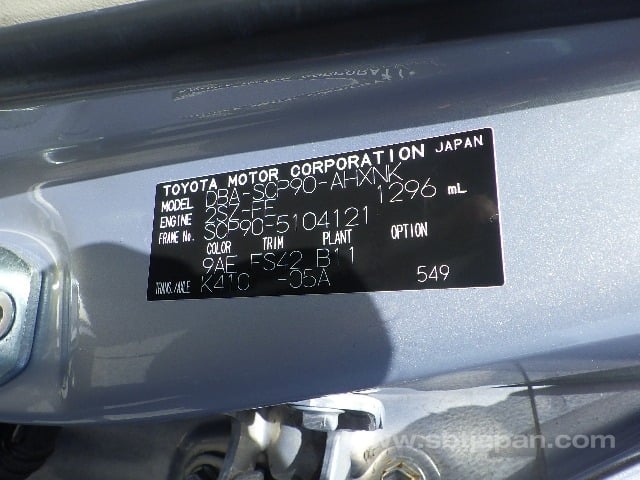 TOYOTA MOTOR CORPORATION JAPAN
MODEL DBA-SCP90-AHXNK
ENGINE 2SZ-FE 1296 mL
FRAME No. SCP90-5104121
COLOR TRIM PLANT OPTION
9AE FS42 B11
TRANS./AXLE K410 -05A 549
www.sbtjapan.com